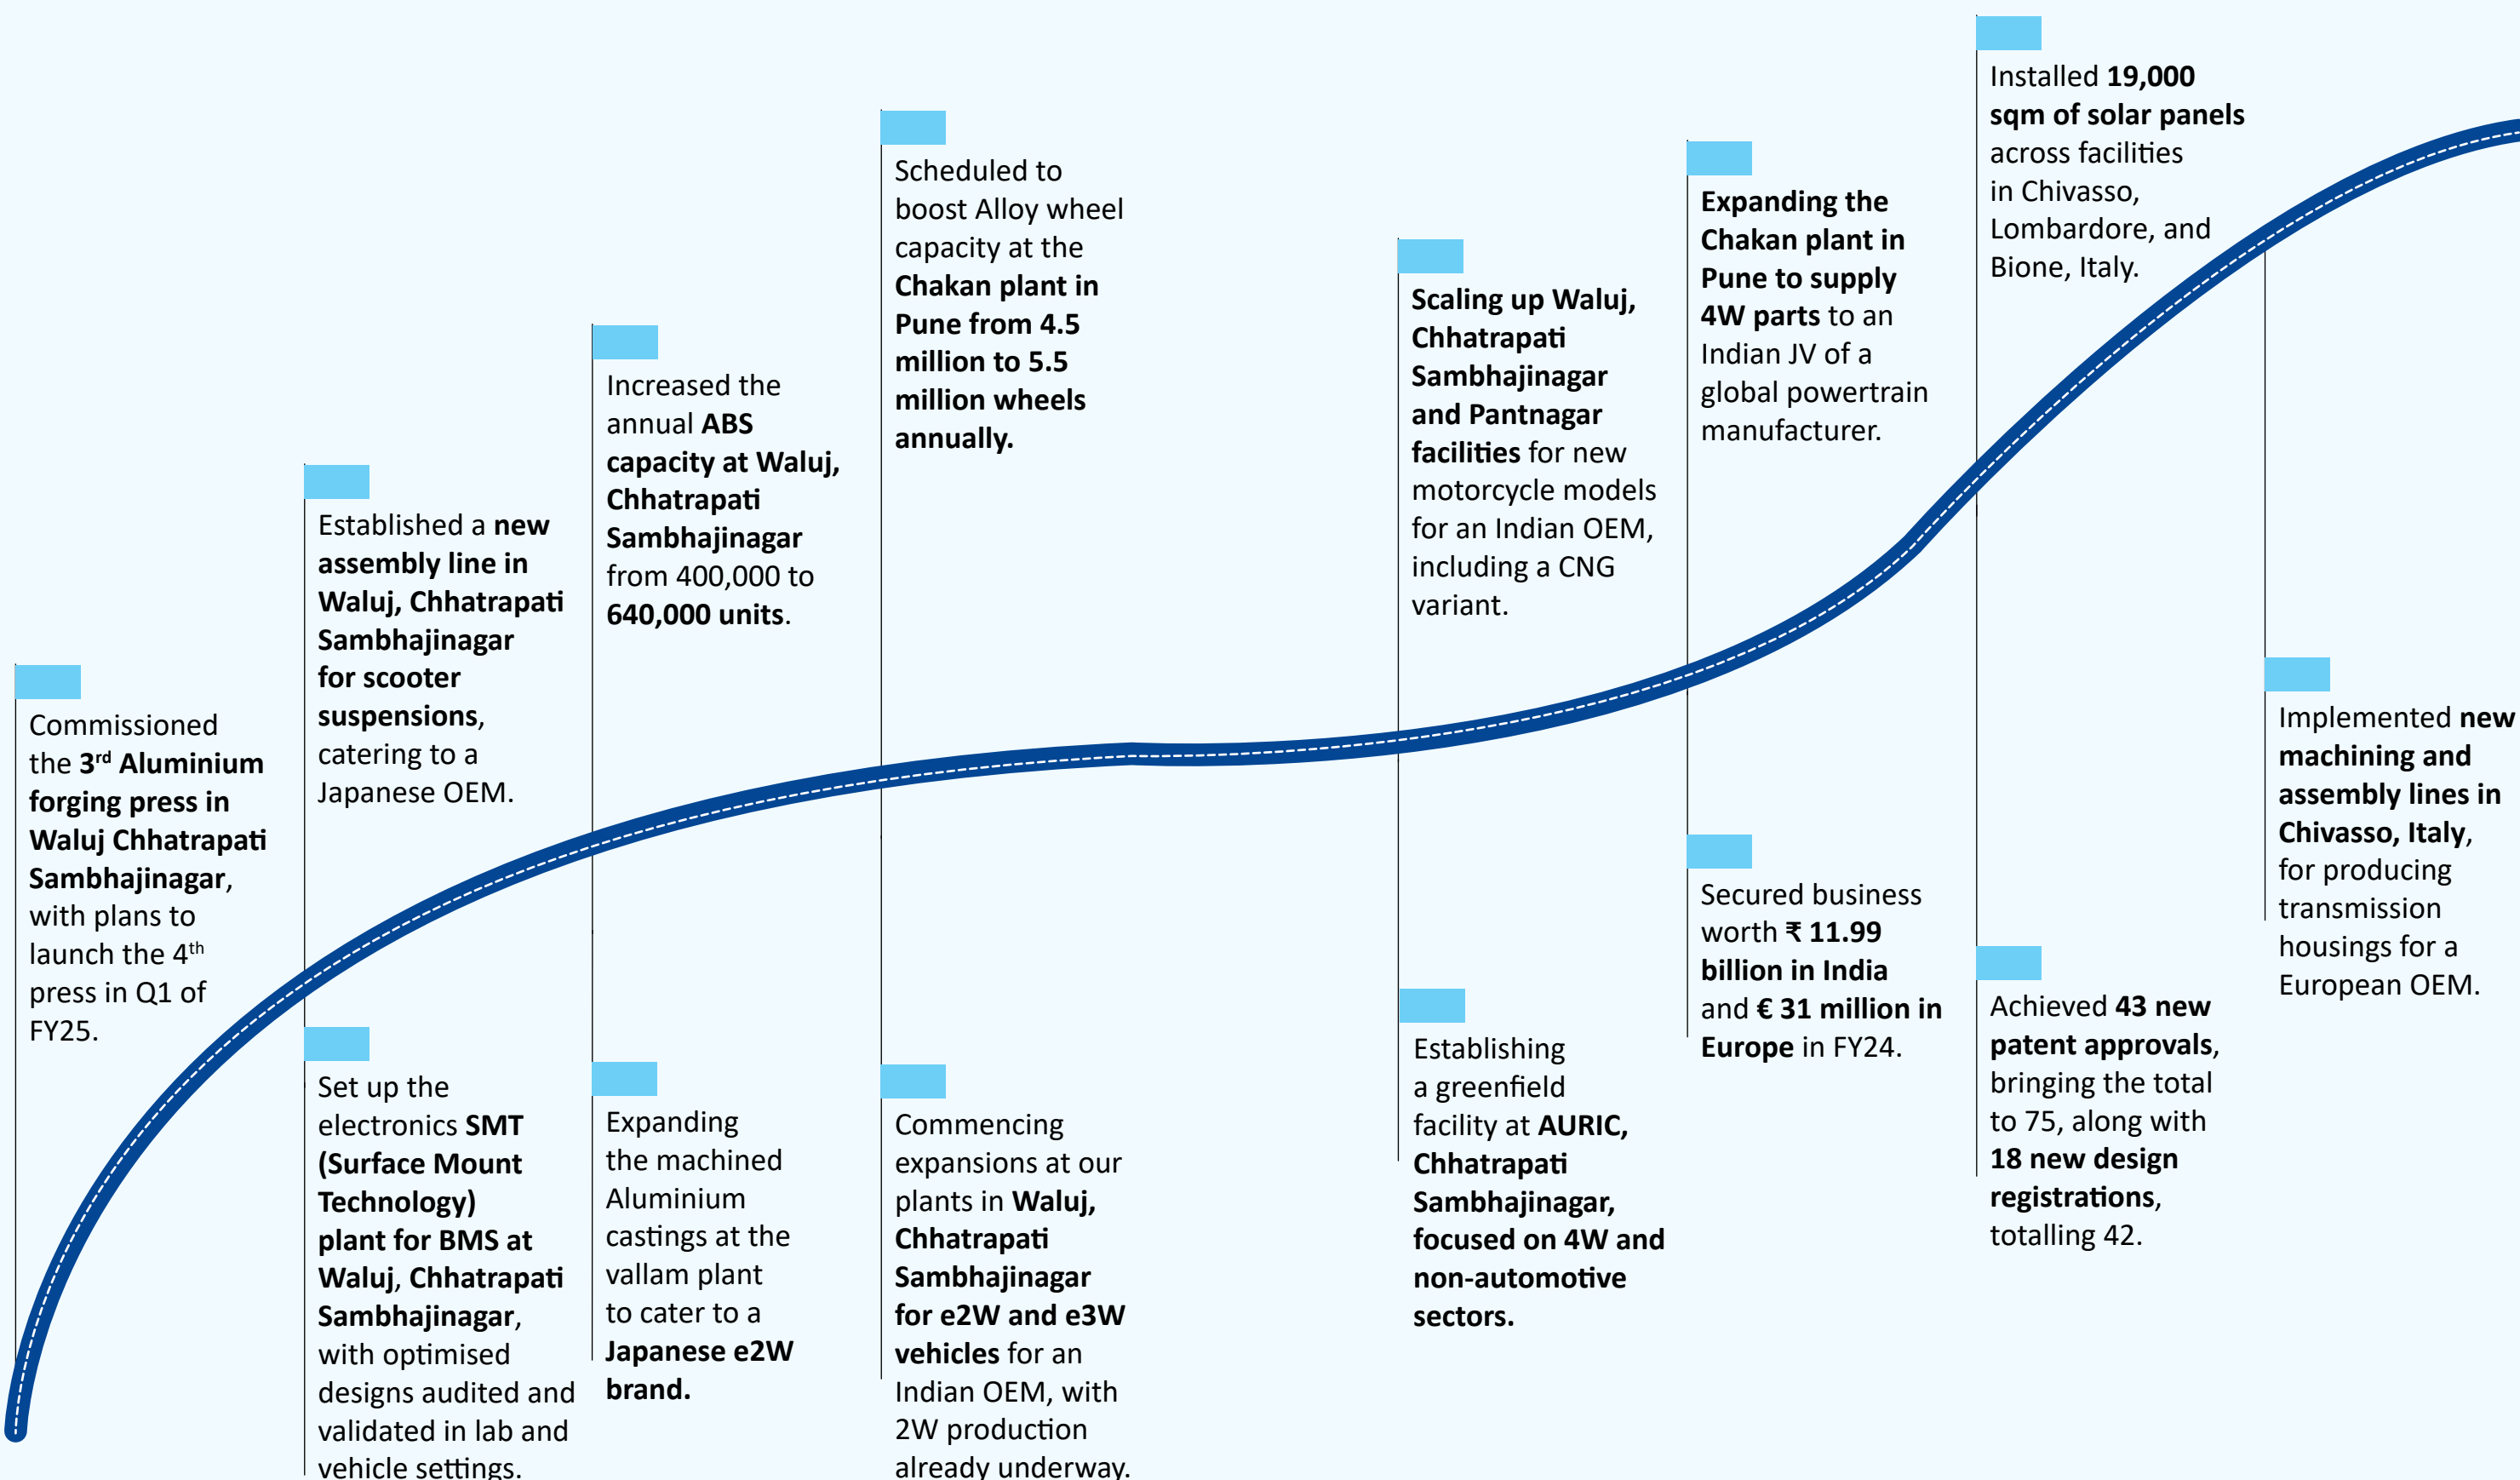 Commissioned
the 3rd Aluminium
forging press in
Waluj Chhatrapati
Sambhajinagar,
with plans to
launch the 4th
press in Q1 of
FY25.
Established a new
assembly line in
Waluj, Chhatrapati
Sambhajinagar
for scooter
suspensions,
catering to a
Japanese OEM.
Set up the
electronics SMT
(Surface Mount
Technology)
plant for BMS at
Waluj, Chhatrapati
Sambhajinagar,
with optimised
designs audited and
validated in lab and
vehicle settings.
Increased the
annual ABS
capacity at Waluj,
Chhatrapati
Sambhajinagar
from 400,000 to
640,000 units.
Expanding
the machined
Aluminium
castings at the
vallam plant
to cater to a
Japanese e2W
brand.
Scheduled to
boost Alloy wheel
capacity at the
Chakan plant in
Pune from 4.5
million to 5.5
million wheels
annually.
Commencing
expansions at our
plants in Waluj,
Chhatrapati
Sambhajinagar
for e2W and e3W
vehicles for an
Indian OEM, with
2W production
already underway.
Scaling up Waluj,
Chhatrapati
Sambhajinagar
and Pantnagar
facilities for new
motorcycle models
for an Indian OEM,
including a CNG
variant.
Establishing
a greenfield
facility at AURIC,
Chhatrapati
Sambhajinagar,
focused on 4W and
non-automotive
sectors.
Expanding the
Chakan plant in
Pune to supply
4W parts to an
Indian JV of a
global powertrain
manufacturer.
Secured business
worth ₹ 11.99
billion in India
and € 31 million in
Europe in FY24.
Installed 19,000
sqm of solar panels
across facilities
in Chivasso,
Lombardore, and
Bione, Italy.
Achieved 43 new
patent approvals,
bringing the total
to 75, along with
18 new design
registrations,
totalling 42.
Implemented new
machining and
assembly lines in
Chivasso, Italy,
for producing
transmission
housings for a
European OEM.